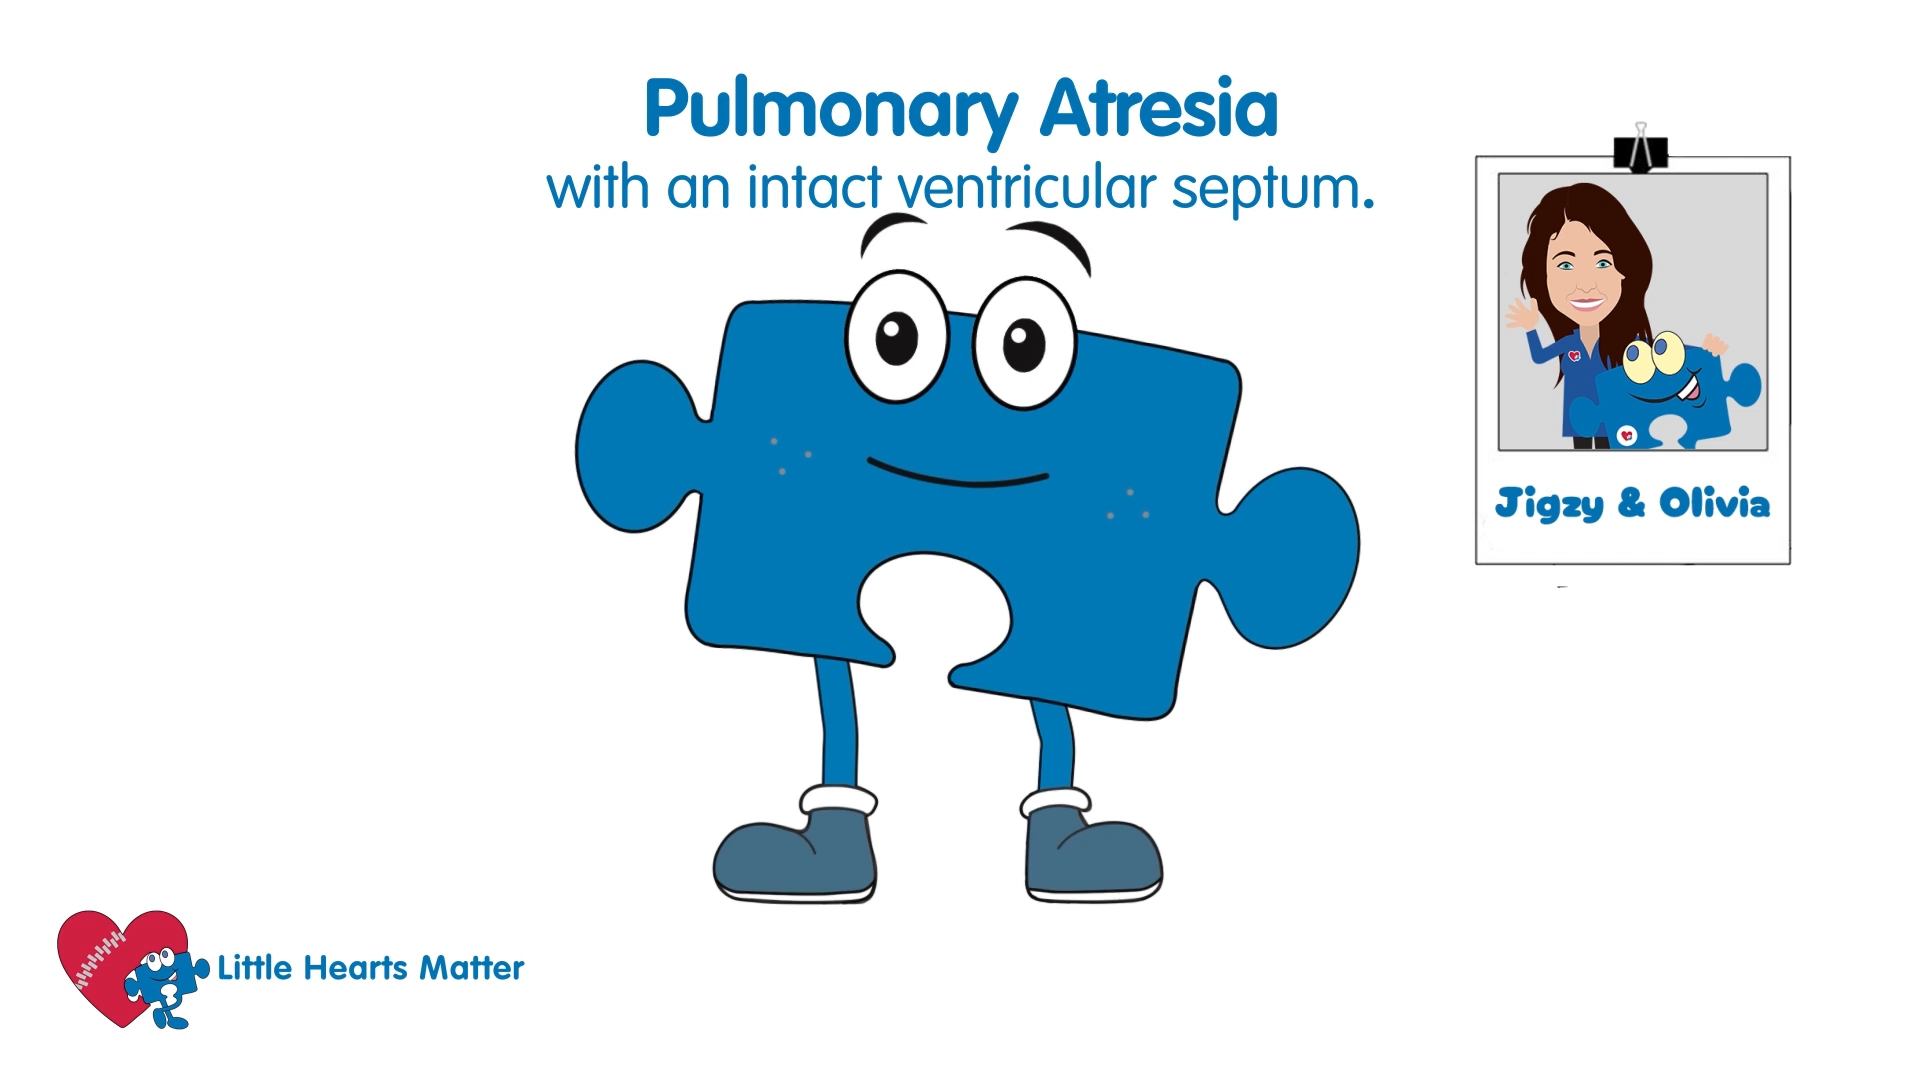 Pulmonary Atresia
with an intact ventricular septum.
Jigzy & Olivia
Little Hearts Matter